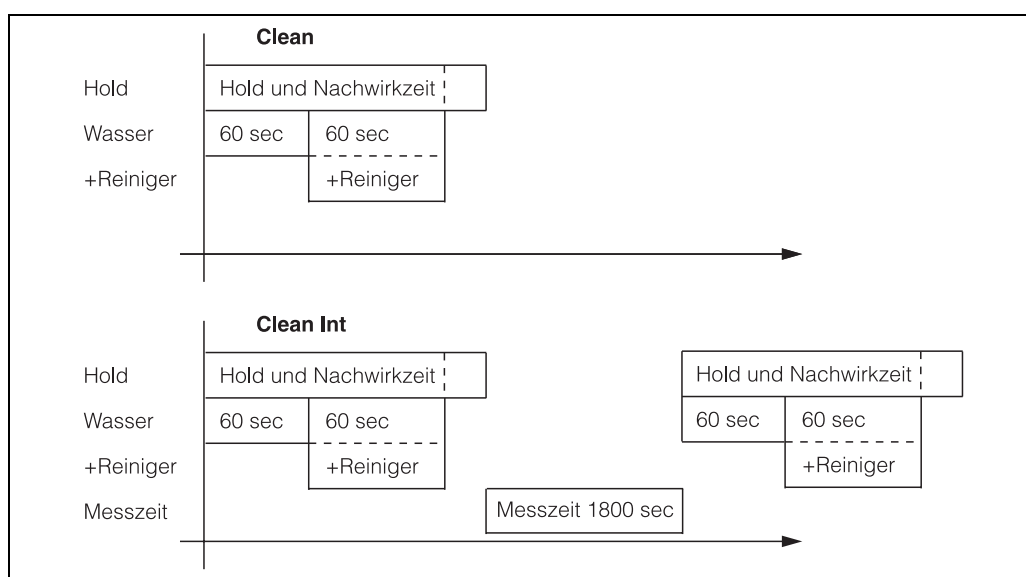 Clean
Hold Hold und Nachwirkzeit
Wasser 60 sec 60 sec
+Reiniger +Reiniger
Clean Int
Hold Hold und Nachwirkzeit Hold und Nachwirkzeit
Wasser 60 sec 60 sec 60 sec 60 sec
+Reiniger +Reiniger +Reiniger
Messzeit Messzeit 1800 sec